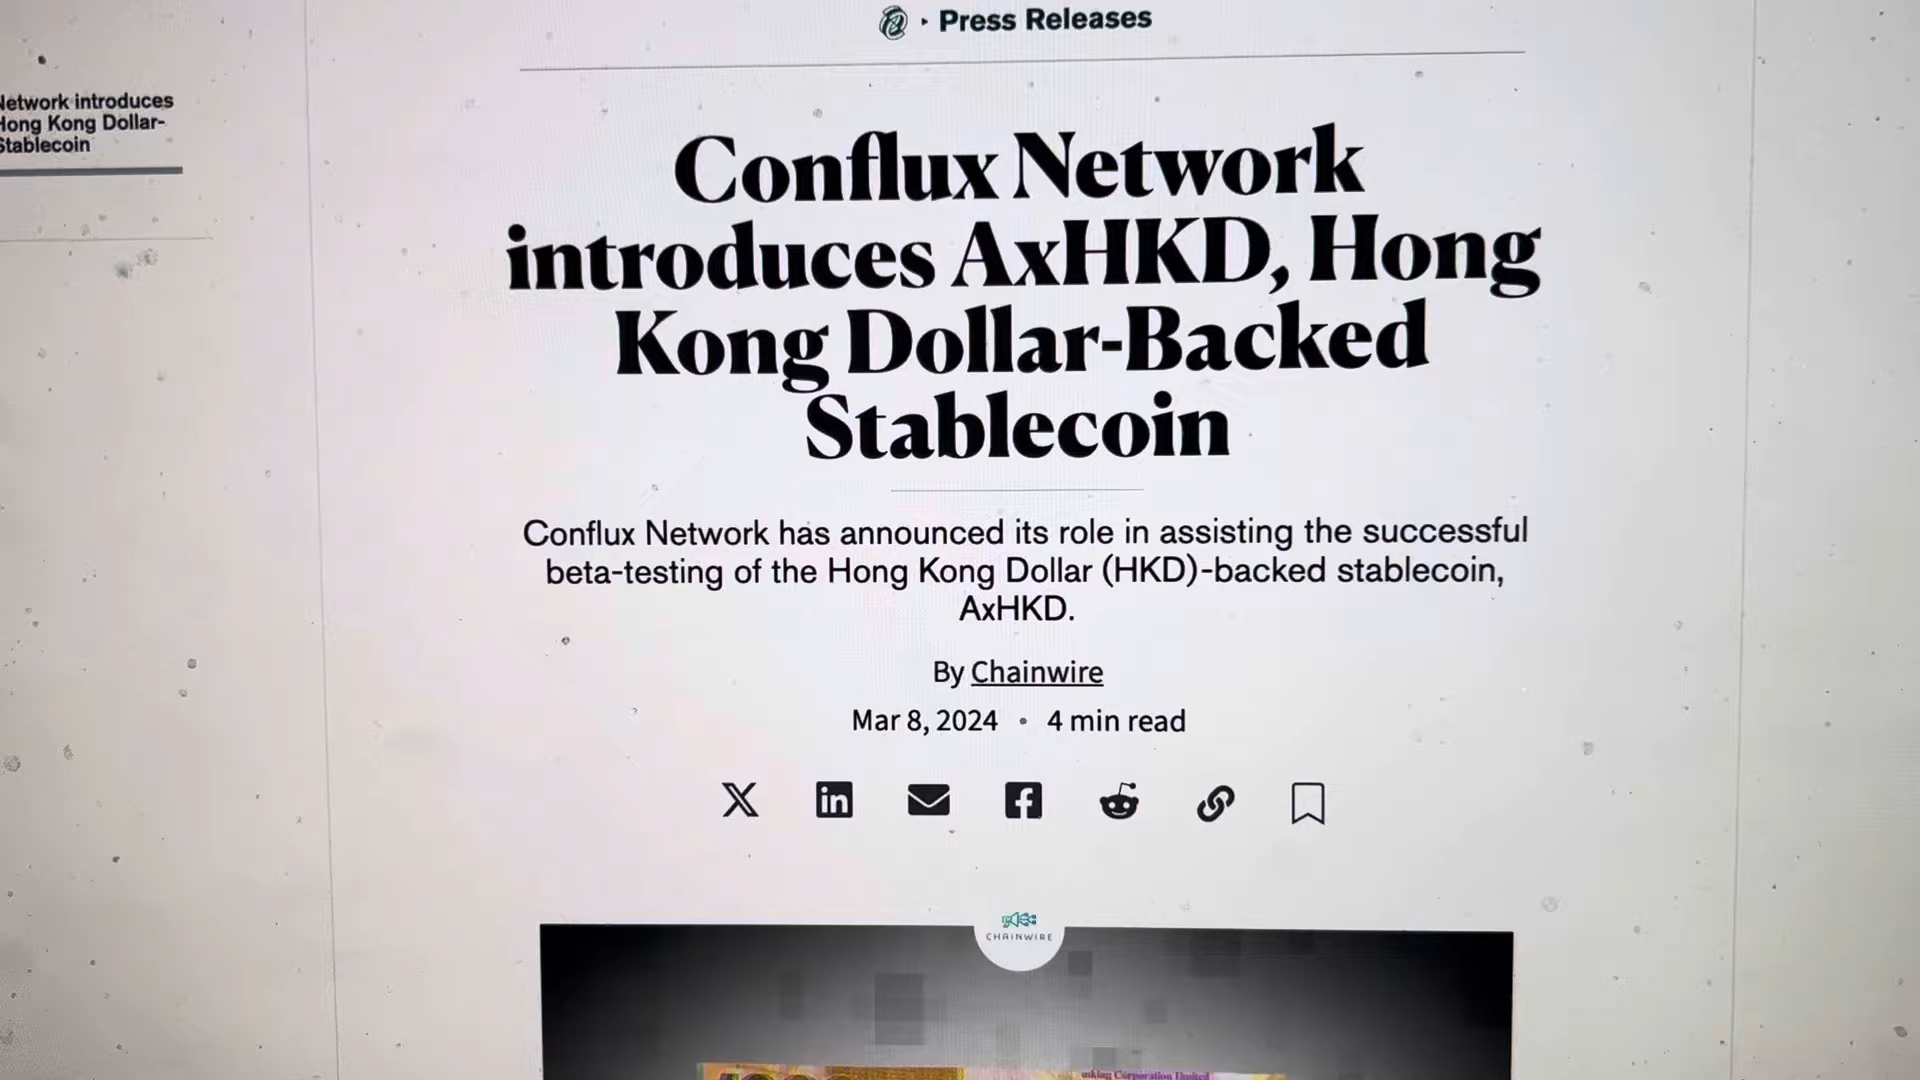 Press Releases
Network introduces
Hong Kong Dollar-
Stablecoin
Conflux Network
introduces AxHKD, Hong
Kong Dollar-Backed
Stablecoin
Conflux Network has announced its role in assisting the successful
beta-testing of the Hong Kong Dollar (HKD)-backed stablecoin,
AxHKD.
By Chainwire
Mar 8, 2024 • 4 min read
CHAINWIRE
Corporation limited